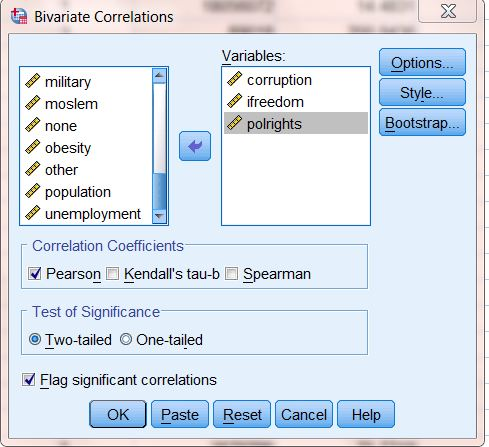 Bivariate Correlations
Variables:
military
moslem
none
obesity
other
population
unemployment
corruption
ifreedom
polrights
Options...
Style...
Bootstrap...
Correlation Coefficients
Pearson Kendall's tau-b Spearman
Test of Significance
Two-tailed One-tailed
Flag significant correlations
OK Paste Reset Cancel Help